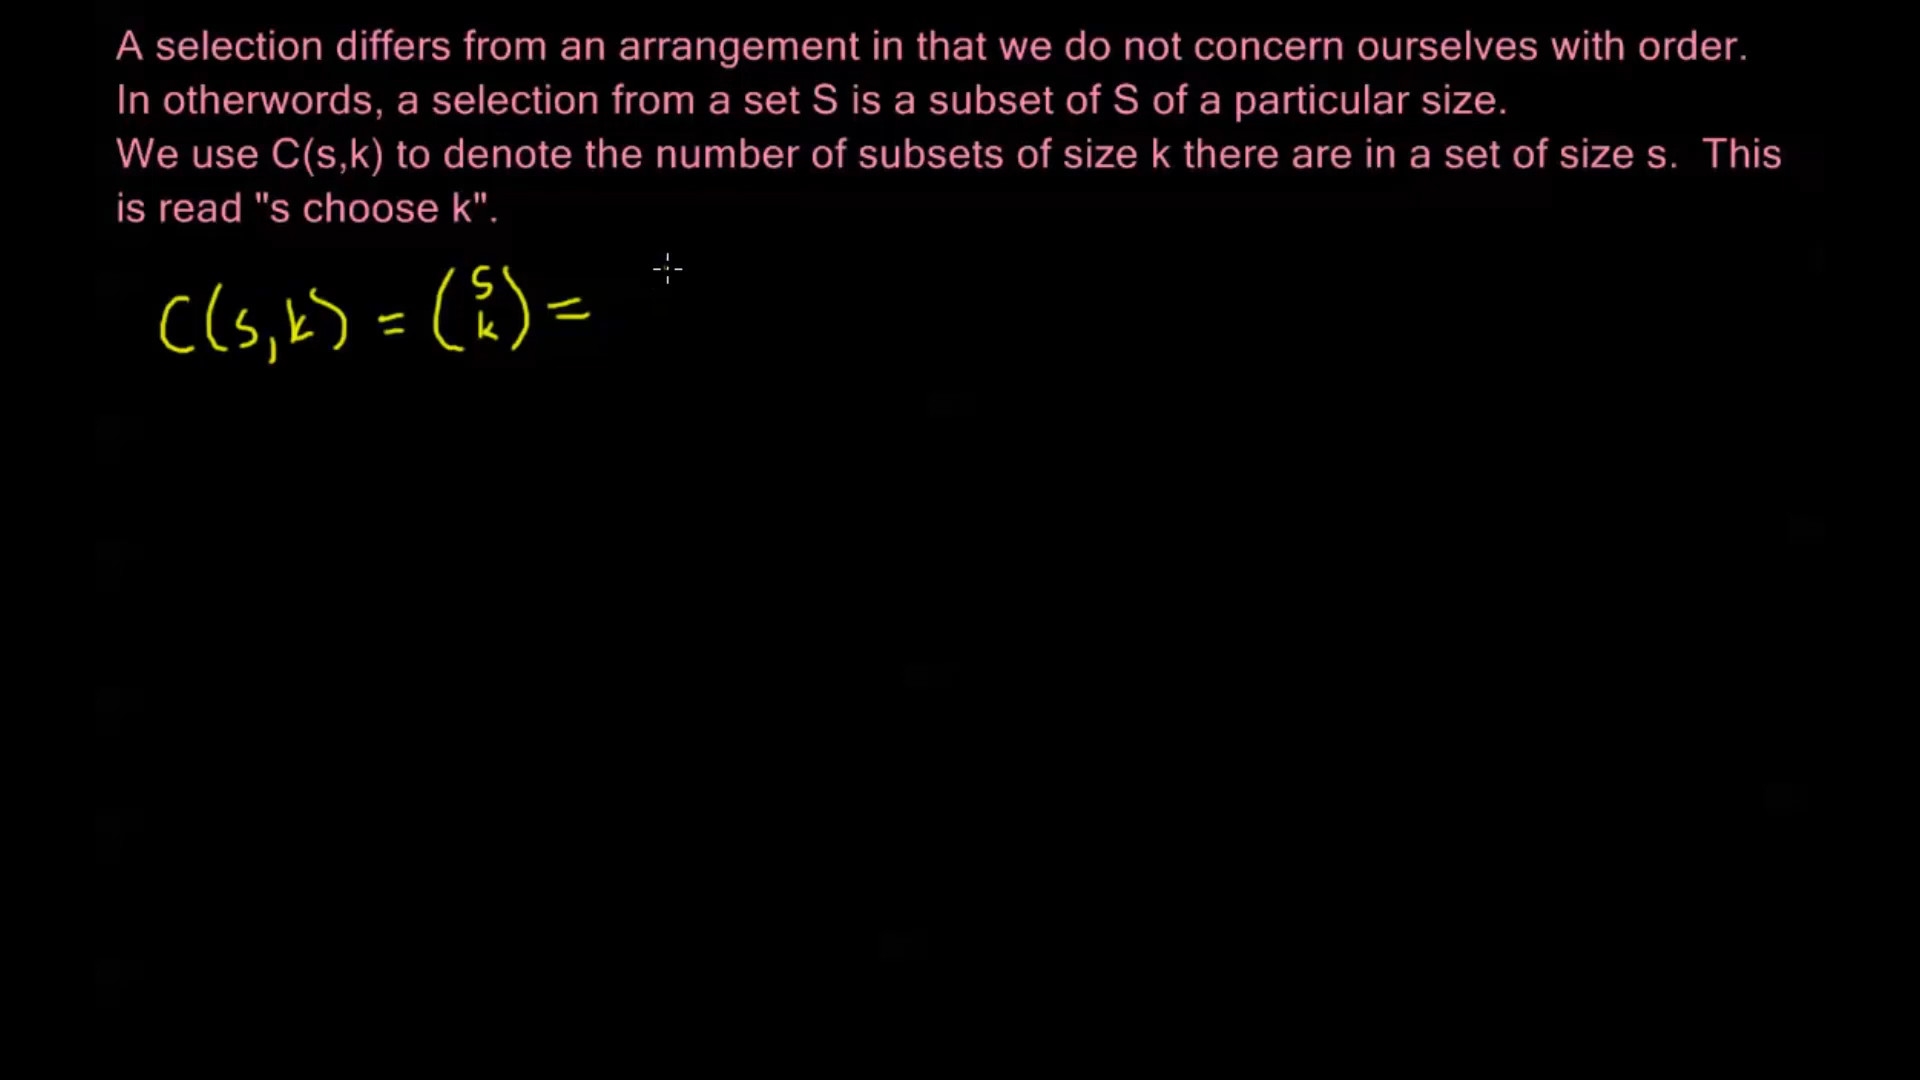 A selection differs from an arrangement in that we do not concern ourselves with order.
In otherwords, a selection from a set S is a subset of S of a particular size.
We use C(s,k) to denote the number of subsets of size k there are in a set of size s.  This
is read "s choose k".
C(s,k) = (s k) =